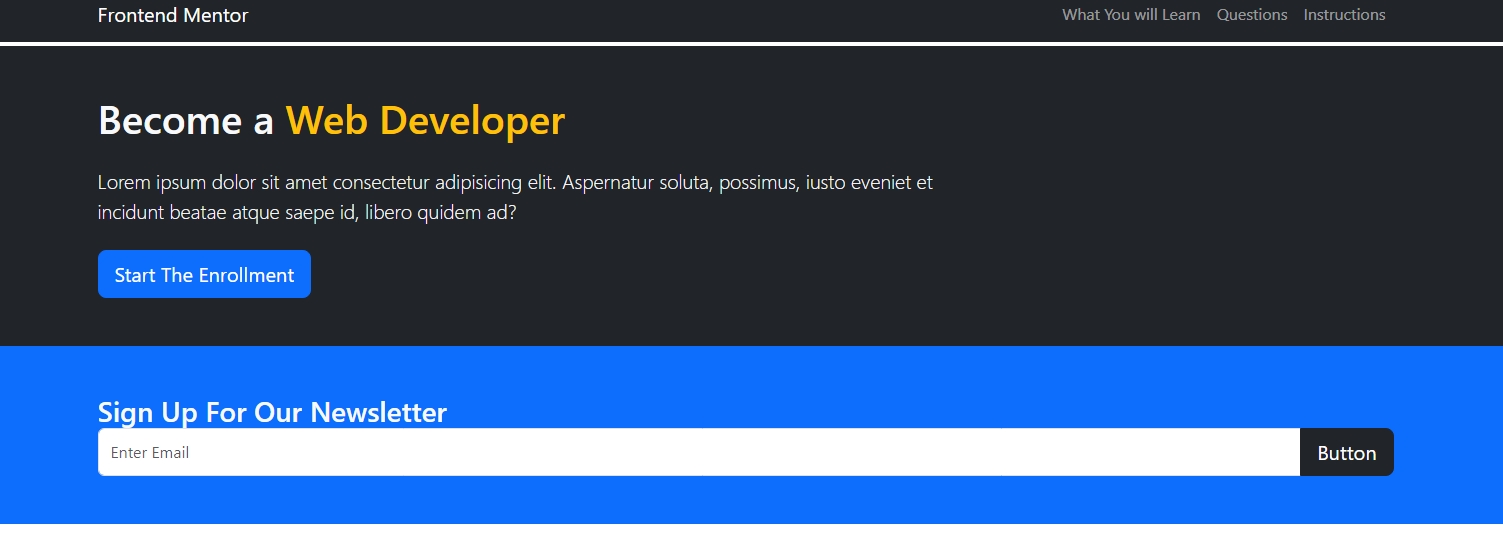 Frontend Mentor
What You will Learn Questions Instructions
Become a Web Developer
Lorem ipsum dolor sit amet consectetur adipisicing elit. Aspernatur soluta, possimus, iusto eveniet et
incidunt beatae atque saepe id, libero quidem ad?
Start The Enrollment
Sign Up For Our Newsletter
Enter Email
Button